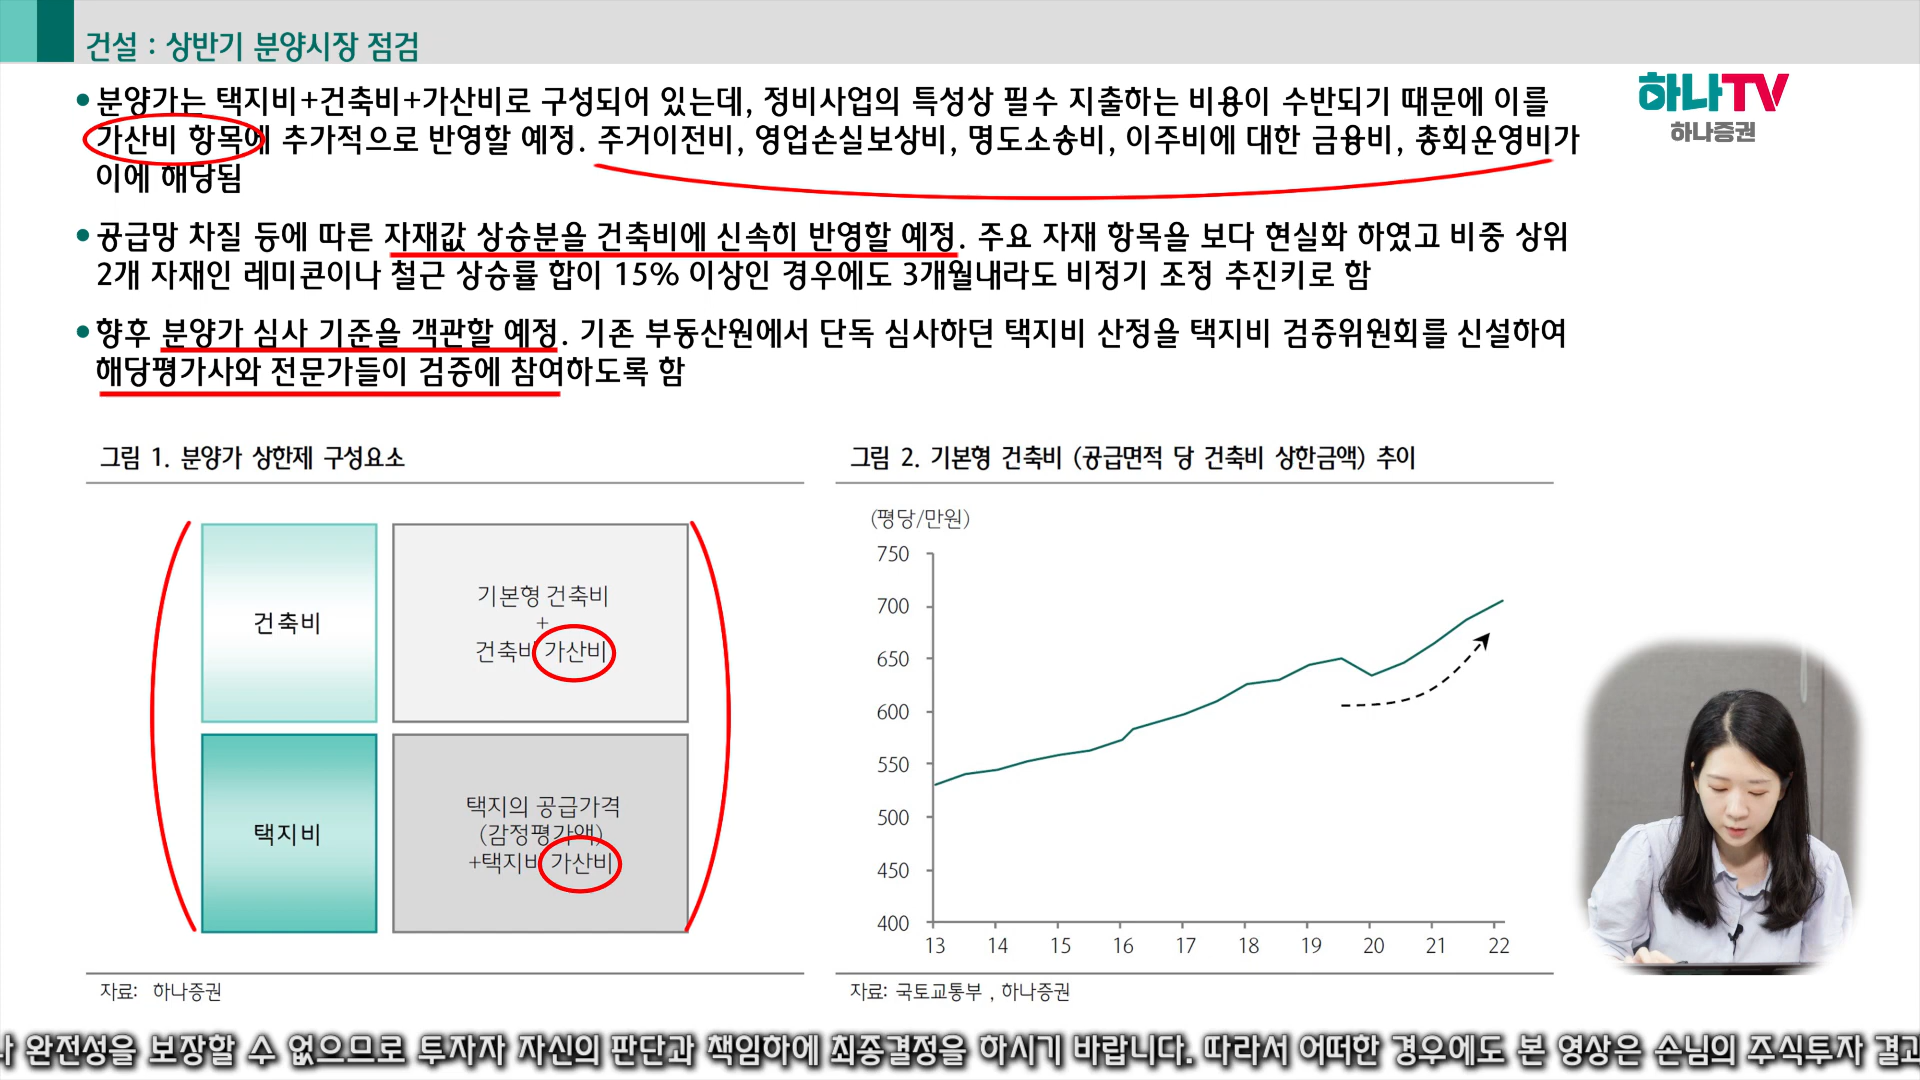 건설 : 상반기 분양시장 점검
하나TV
하나증권
•분양가는 택지비+건축비+가산비로 구성되어 있는데, 정비사업의 특성상 필수 지출하는 비용이 수반되기 때문에 이를
가산비 항목에 추가적으로 반영할 예정. 주거이전비, 영업손실보상비, 명도소송비, 이주비에 대한 금융비, 총회운영비가
이에 해당됨
•공급망 차질 등에 따른 자재값 상승분을 건축비에 신속히 반영할 예정. 주요 자재 항목을 보다 현실화 하였고 비중 상위
2개 자재인 레미콘이나 철근 상승률 합이 15% 이상인 경우에도 3개월내라도 비정기 조정 추진키로 함
•향후 분양가 심사 기준을 객관할 예정. 기존 부동산원에서 단독 심사하던 택지비 산정을 택지비 검증위원회를 신설하여
해당평가사와 전문가들이 검증에 참여하도록 함
그림 1. 분양가 상한제 구성요소
건축비
기본형 건축비
+
건축비 가산비
택지비
택지의 공급가격
(감정평가액)
+택지비 가산비
자료: 하나증권
그림 2. 기본형 건축비 (공급면적 당 건축비 상한금액) 추이
(평당/만원)
750
700
650
600
550
500
450
400
13 14 15 16 17 18 19 20 21 22
자료: 국토교통부 , 하나증권
나 완전성을 보장할 수 없으므로 투자자 자신의 판단과 책임하에 최종결정을 하시기 바랍니다. 따라서 어떠한 경우에도 본 영상은 손님의 주식투자 결과